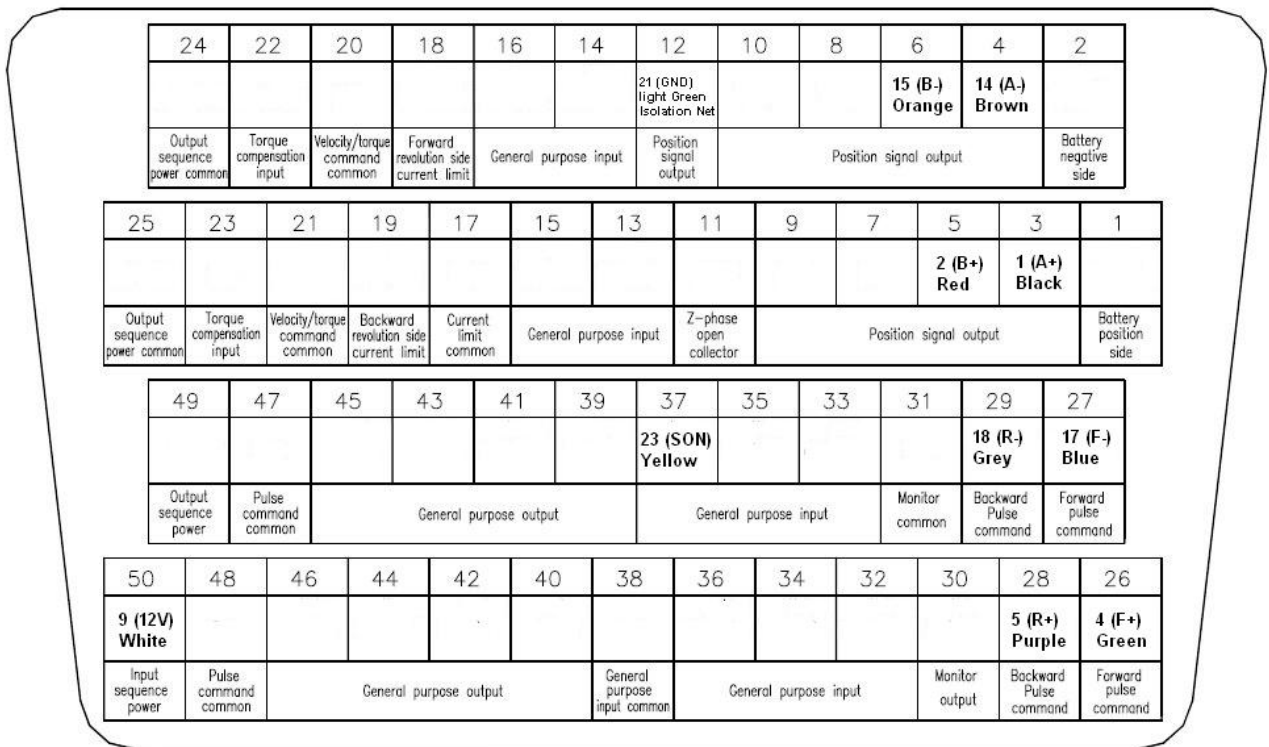 24 22 20 18 16 14 12 10 8 6 4 2
21 (GND)
light Green
Isolation Net
15 (B-)
Orange
14 (A-)
Brown
Output
sequence
power common
Torque
compensation
input
Velocity/torque
command
common
Forward
revolution side
current limit
General purpose input
Position
signal
output
Position signal output
Battery
negative
side
25 23 21 19 17 15 13 11 9 7 5 3 1
2 (B+)
Red
1 (A+)
Black
Output
sequence
power common
Torque
compensation
input
Velocity/torque
command
common
Backward
revolution side
current limit
Current
limit
common
General purpose input
Z-phase
open
collector
Position signal output
Battery
position
side
49 47 45 43 41 39 37 35 33 31 29 27
23 (SON)
Yellow
18 (R-)
Grey
17 (F-)
Blue
Output
sequence
power
Pulse
command
common
General purpose output
General purpose input
Monitor
common
Backward
Pulse
command
Forward
pulse
command
50 48 46 44 42 40 38 36 34 32 30 28 26
9 (12V)
White
5 (R+)
Purple
4 (F+)
Green
Input
sequence
power
Pulse
command
common
General purpose output
General
purpose
input common
General purpose input
Monitor
output
Backward
Pulse
command
Forward
pulse
command